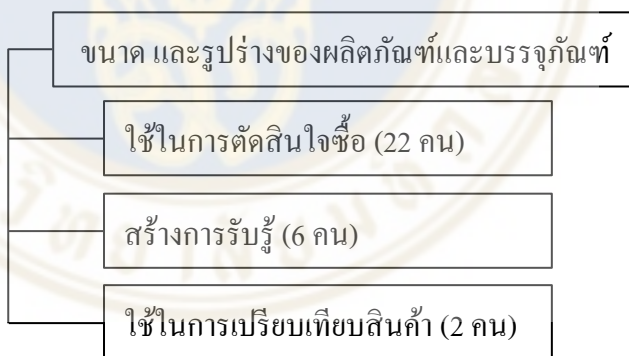 ขนาด และรูปร่างของผลิตภัณฑ์และบรรจุภัณฑ์
ใช้ในการตัดสินใจซื้อ (22 คน)
สร้างการรับรู้ (6 คน)
ใช้ในการเปรียบเทียบสินค้า (2 คน)